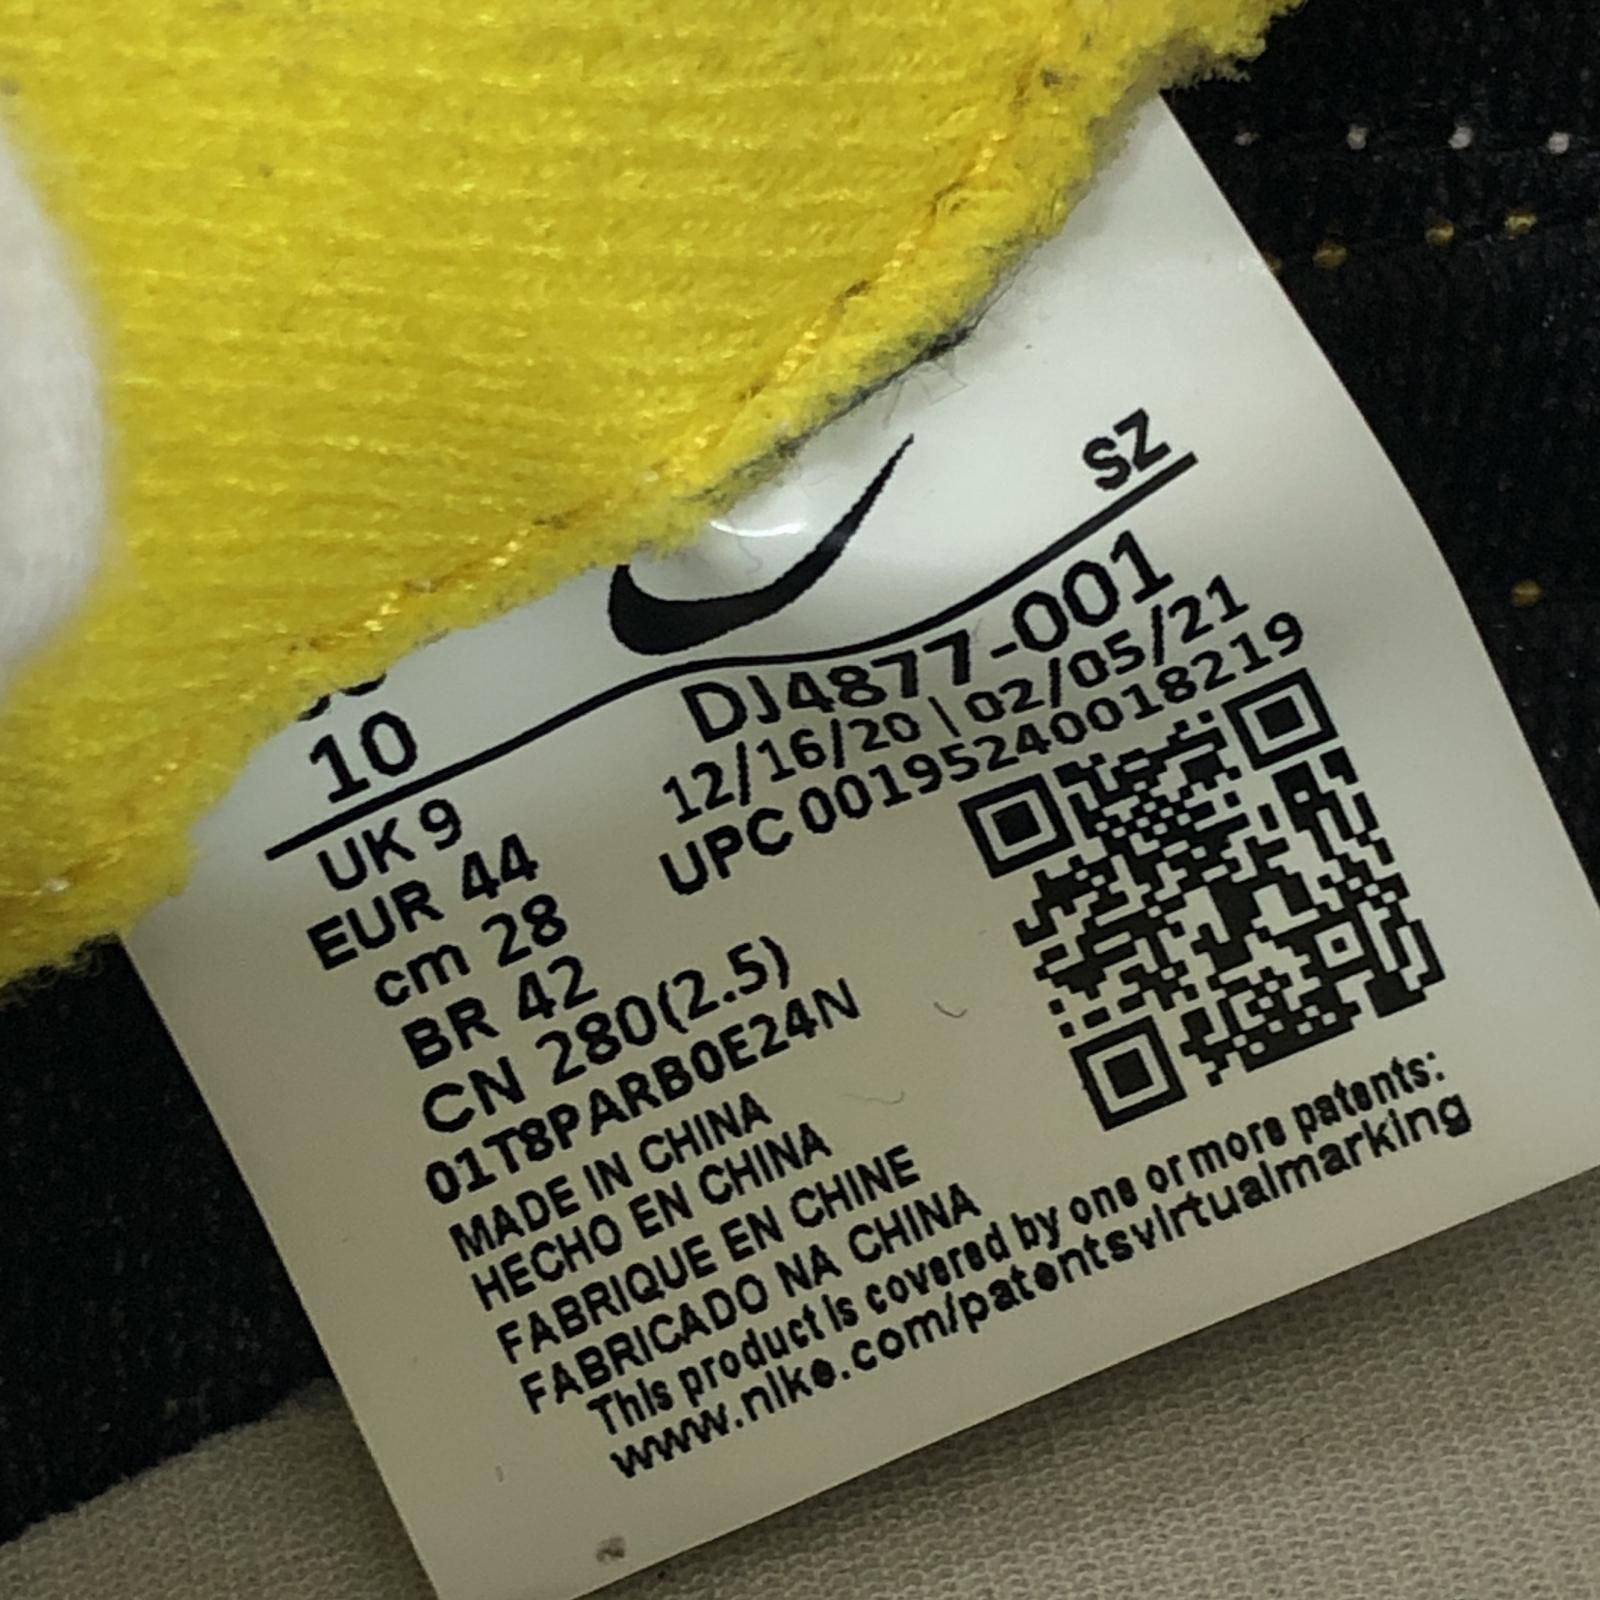 SZ
10
DJ4877-001
12/16/20 \ 02/05/21
UPC 00195240018219
UK 9
EUR 44
cm 28
BR 42
CN 280(2.5)
01T8PARB0E24N
MADE IN CHINA
HECHO EN CHINA
FABRIQUE EN CHINE
FABRICADO NA CHINA
This product is covered by one or more patents:
www.nike.com/patentsvirtualmarking